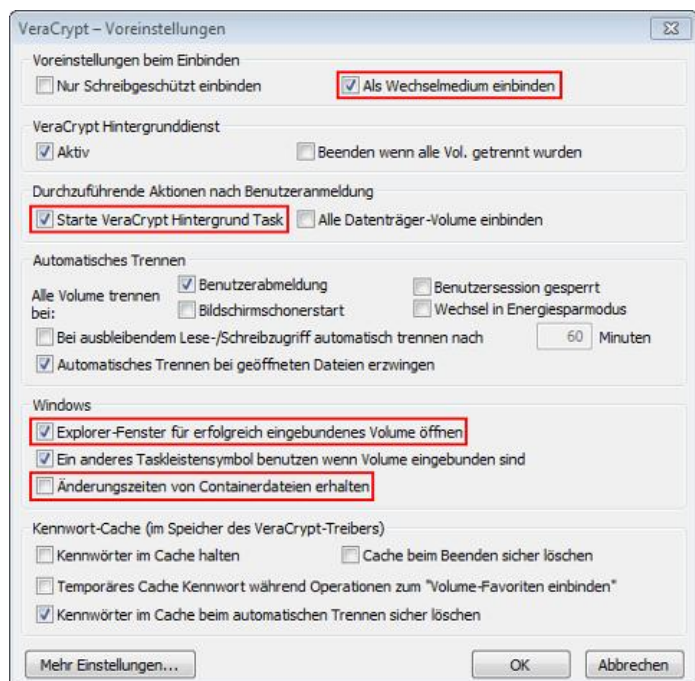 VeraCrypt – Voreinstellungen
Voreinstellungen beim Einbinden
Nur Schreibgeschützt einbinden Als Wechselmedium einbinden
VeraCrypt Hintergrunddienst
Aktiv Beenden wenn alle Vol. getrennt wurden
Durchzuführende Aktionen nach Benutzeranmeldung
Starte VeraCrypt Hintergrund Task Alle Datenträger-Volume einbinden
Automatisches Trennen
Alle Volume trennen bei:
Benutzerabmeldung Benutzersession gesperrt
Bildschirmschonerstart Wechsel in Energiesparmodus
Bei ausbleibendem Lese-/Schreibzugriff automatisch trennen nach 60 Minuten
Automatisches Trennen bei geöffneten Dateien erzwingen
Windows
Explorer-Fenster für erfolgreich eingebundenes Volume öffnen
Ein anderes Taskleistensymbol benutzen wenn Volume eingebunden sind
Änderungszeiten von Containerdateien erhalten
Kennwort-Cache (im Speicher des VeraCrypt-Treibers)
Kennwörter im Cache halten Cache beim Beenden sicher löschen
Temporäres Cache Kennwort während Operationen zum "Volume-Favoriten einbinden"
Kennwörter im Cache beim automatischen Trennen sicher löschen
Mehr Einstellungen... OK Abbrechen